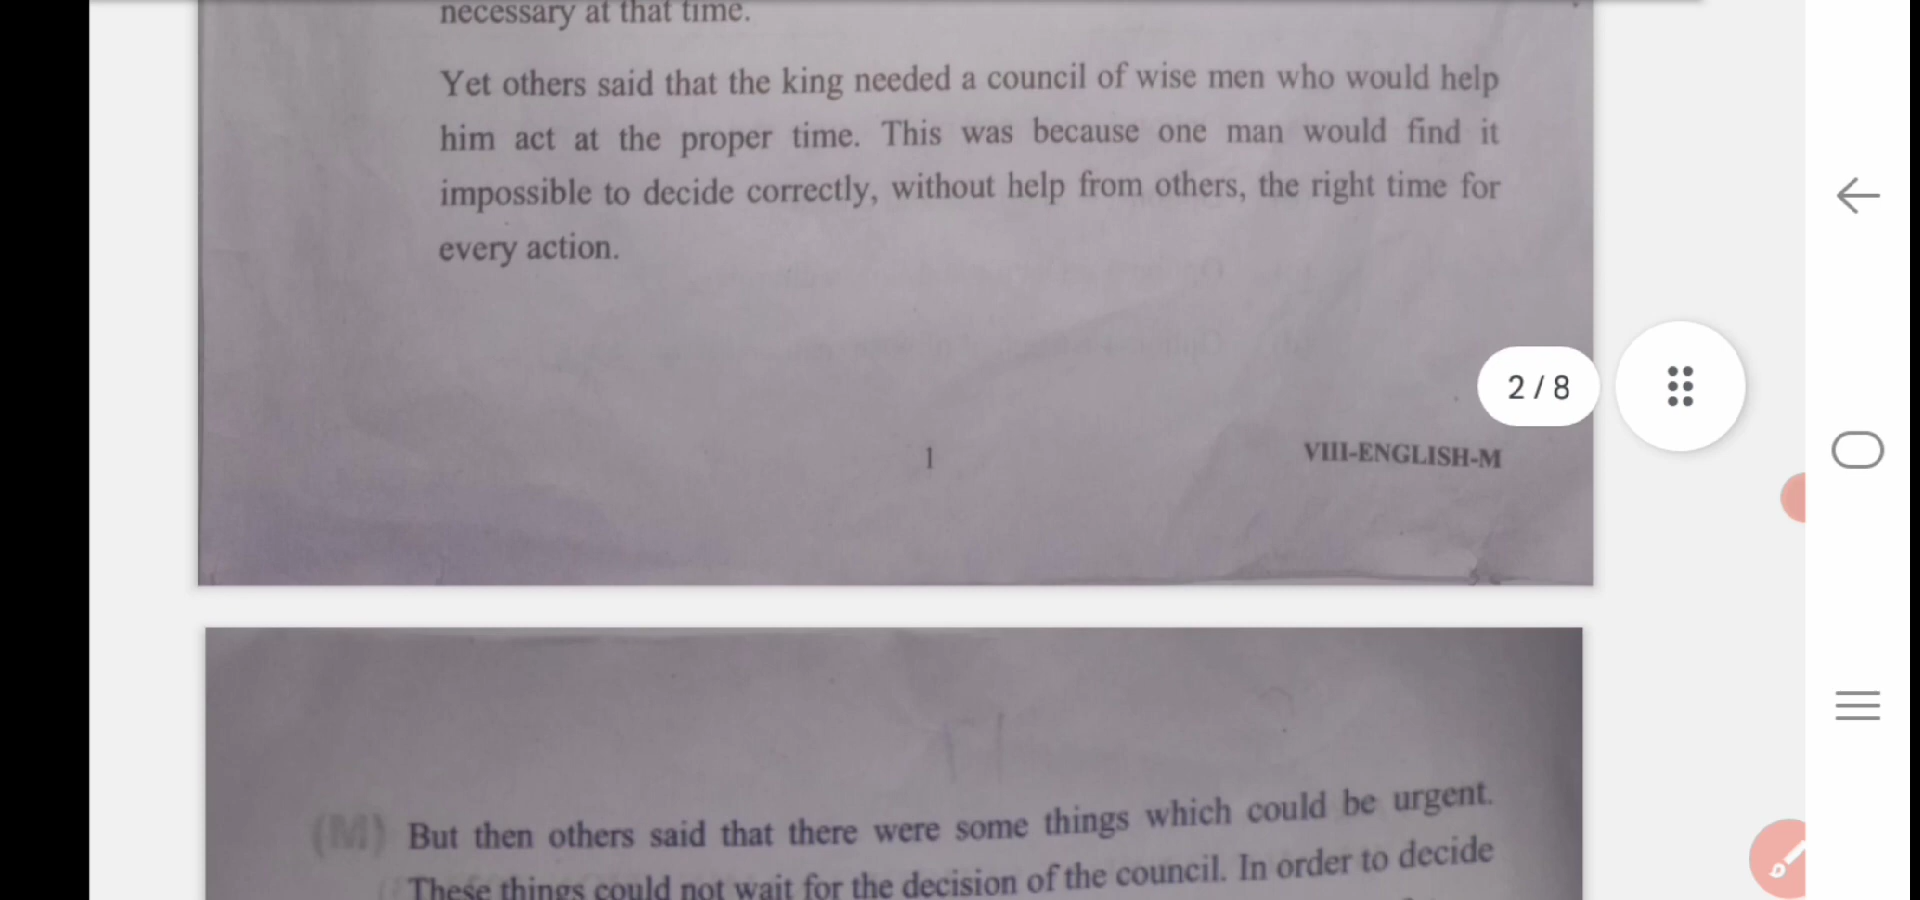 necessary at that time.
Yet others said that the king needed a council of wise men who would help
him act at the proper time. This was because one man would find it
impossible to decide correctly, without help from others, the right time for
every action.
2 / 8
1
VIII-ENGLISH-M
(M) But then others said that there were some things which could be urgent.
These things could not wait for the decision of the council. In order to decide